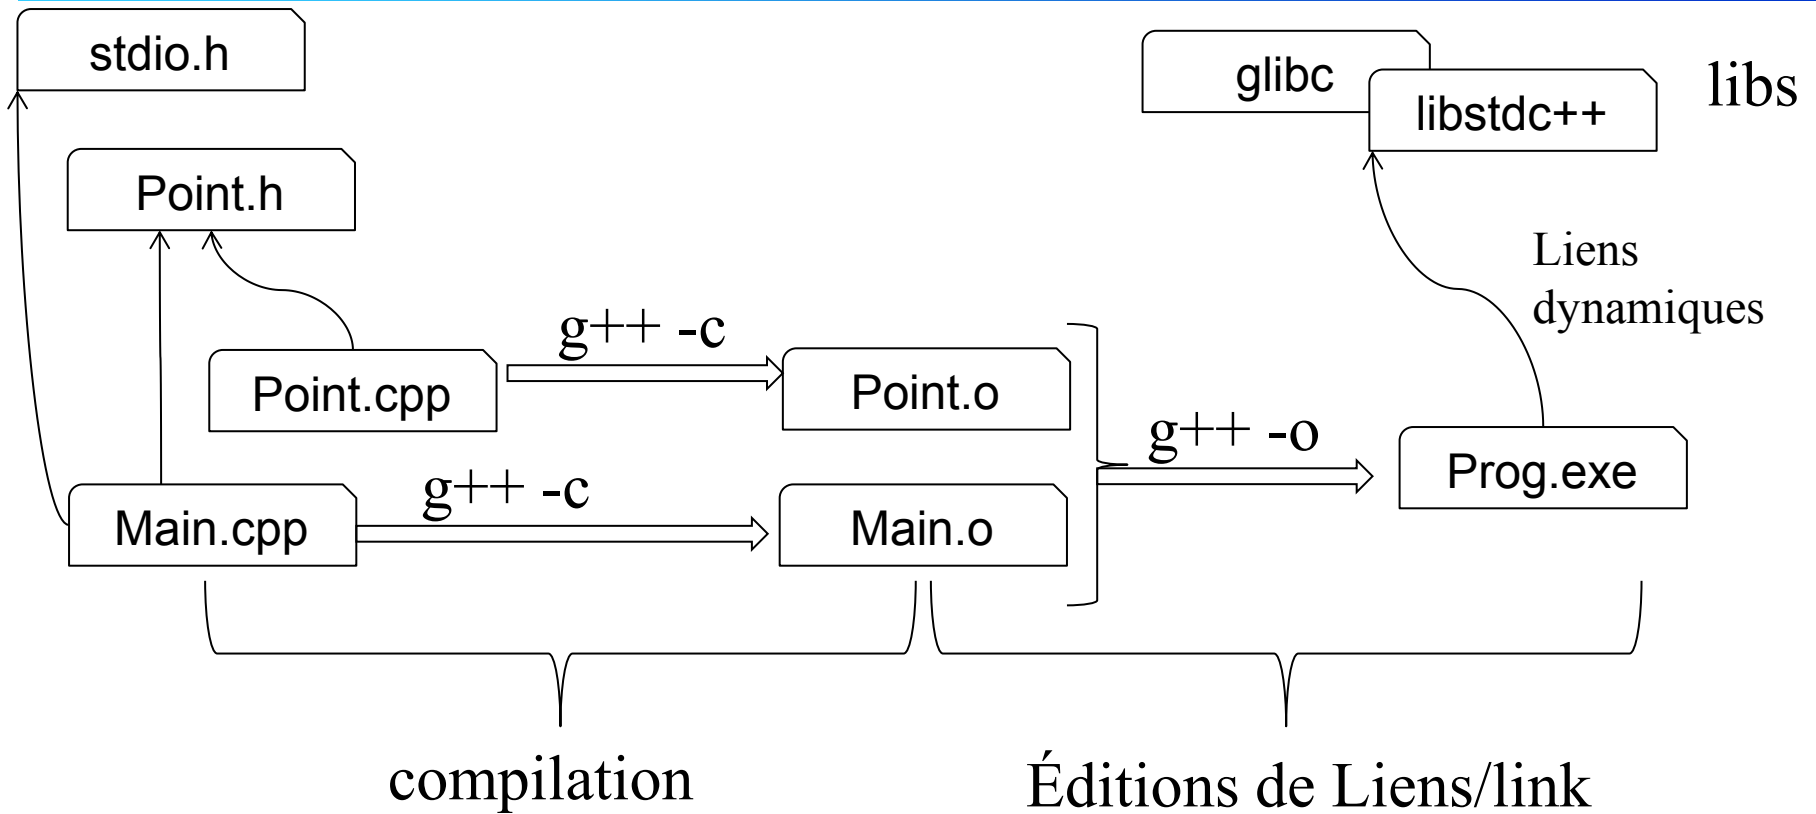 stdio.h
glibc
libs
libstdc++
Point.h
Liens
dynamiques
g++ -c
Point.cpp
Point.o
g++ -o
Prog.exe
g++ -c
Main.cpp
Main.o
compilation
Éditions de Liens/link